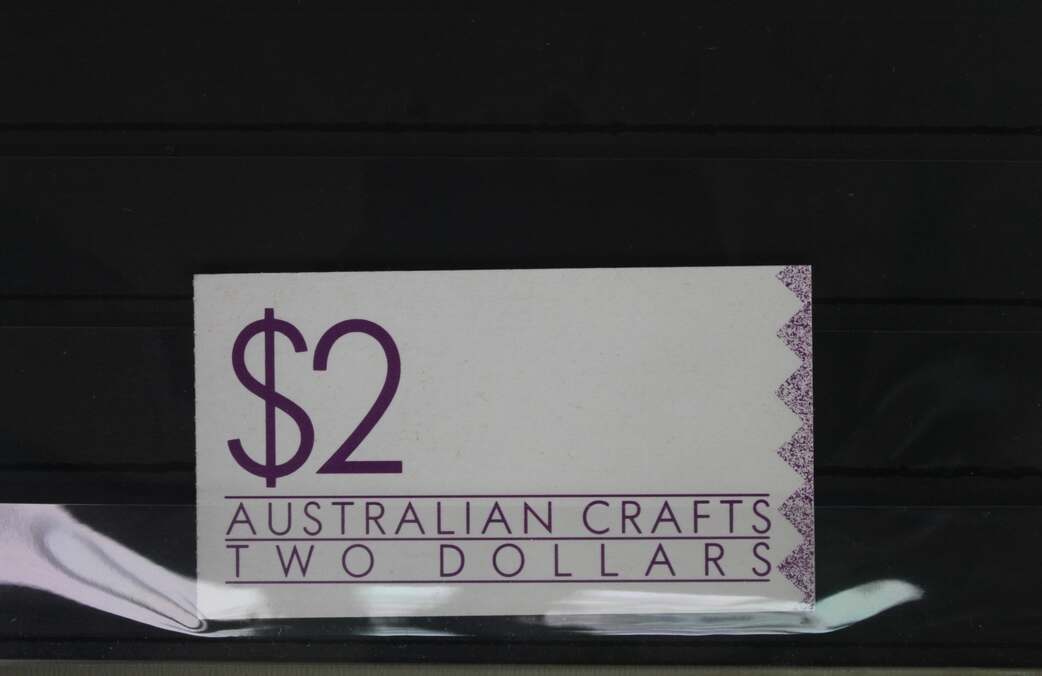 $2
AUSTRALIAN CRAFTS
TWO DOLLARS